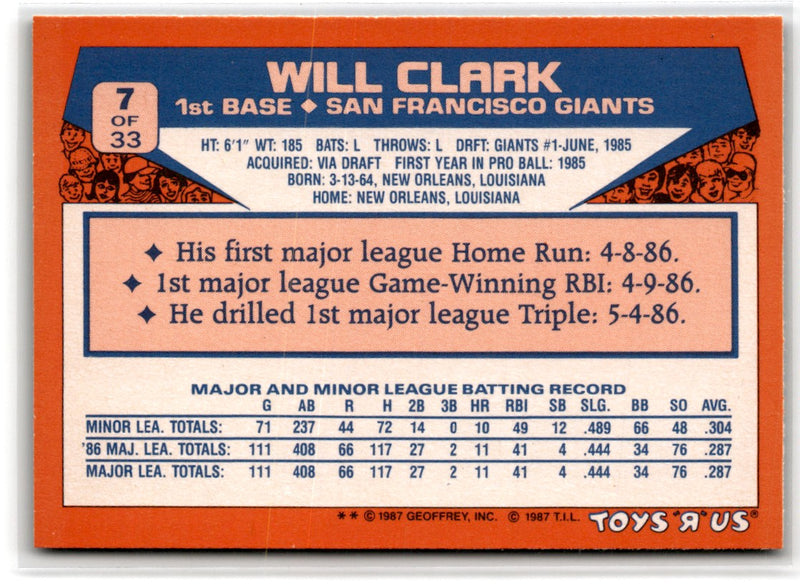 WILL CLARK
7 OF 33
1st BASE ◆ SAN FRANCISCO GIANTS
HT: 6'1" WT: 185 BATS: L THROWS: L DRFT: GIANTS #1-JUNE, 1985
ACQUIRED: VIA DRAFT FIRST YEAR IN PRO BALL: 1985
BORN: 3-13-64, NEW ORLEANS, LOUISIANA
HOME: NEW ORLEANS, LOUISIANA
✦ His first major league Home Run: 4-8-86.
✦ 1st major league Game-Winning RBI: 4-9-86.
✦ He drilled 1st major league Triple: 5-4-86.
MAJOR AND MINOR LEAGUE BATTING RECORD
G AB R H 2B 3B HR RBI SB SLG. BB SO AVG.
MINOR LEA. TOTALS: 71 237 44 72 14 0 10 49 12 .489 66 48 .304
'86 MAJ. LEA. TOTALS: 111 408 66 117 27 2 11 41 4 .444 34 76 .287
MAJOR LEA. TOTALS: 111 408 66 117 27 2 11 41 4 .444 34 76 .287
** © 1987 GEOFFREY, INC. © 1987 T.I.L. TOYS "R" US®